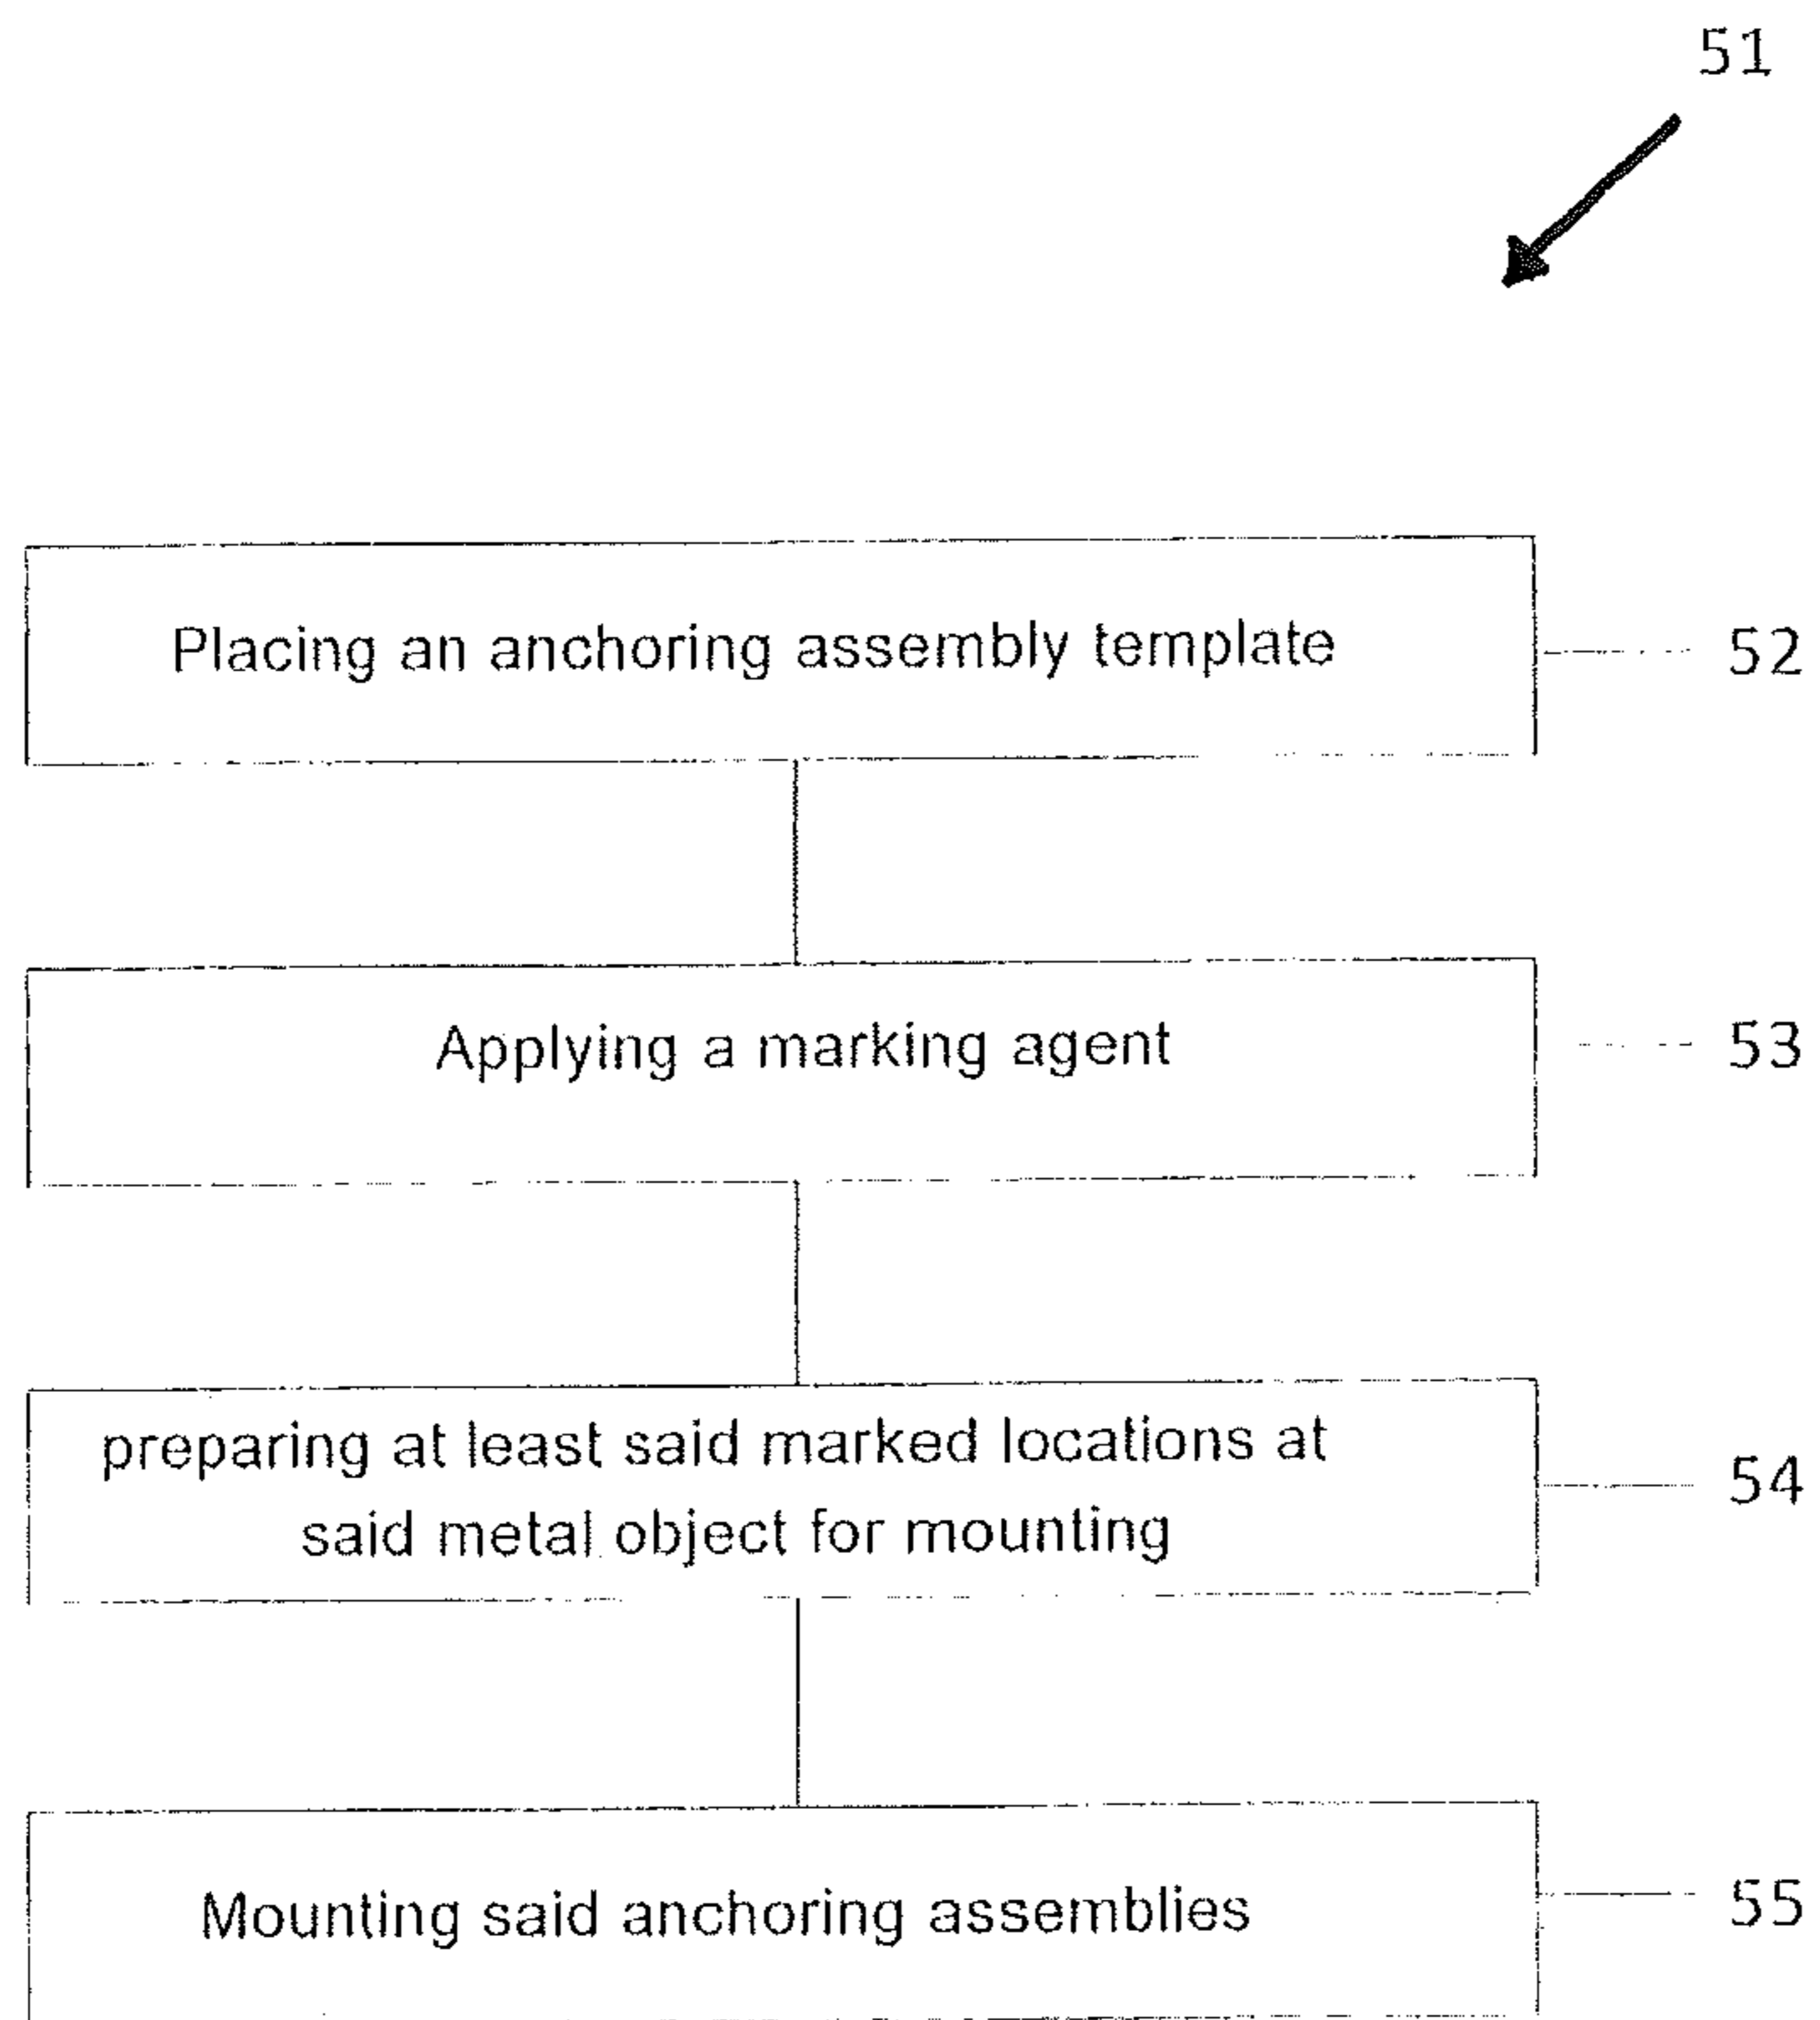 51
Placing an anchoring assembly template
52
Applying a marking agent
53
preparing at least said marked locations at
said metal object for mounting
54
Mounting said anchoring assemblies
55